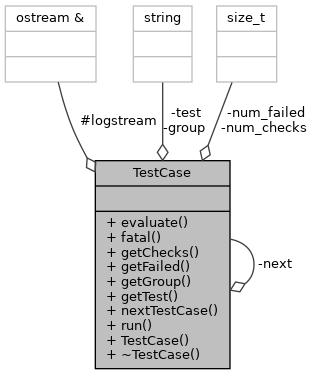 ostream &
string
size_t
#logstream
-test
-group
-num_failed
-num_checks
TestCase
+ evaluate()
+ fatal()
+ getChecks()
+ getFailed()
+ getGroup()
+ getTest()
+ nextTestCase()
+ run()
+ TestCase()
+ ~TestCase()
-next